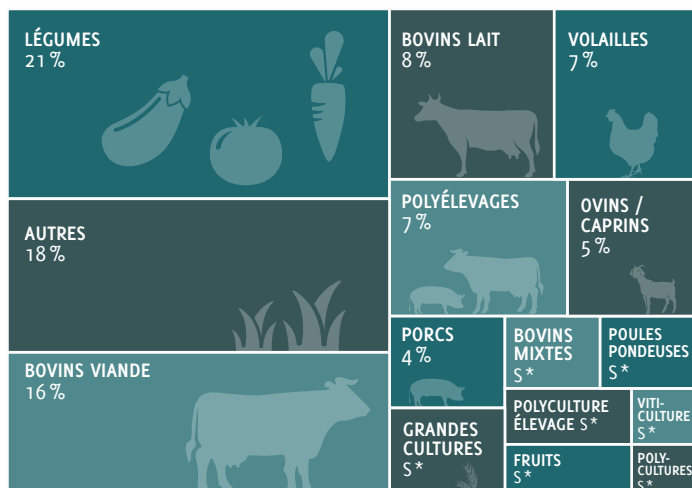 LÉGUMES
21 %
BOVINS LAIT
8 %
VOLAILLES
7 %
AUTRES
18 %
POLYÉLEVAGES
7 %
OVINS /
CAPRINS
5 %
BOVINS VIANDE
16 %
PORCS
4 %
BOVINS
MIXTES
S*
POULES
PONDEUSES
S*
GRANDES
CULTURES
S*
POLYCULTURE
ÉLEVAGE S*
VITI-
CULTURE
S*
FRUITS
S*
POLY-
CULTURES
S*